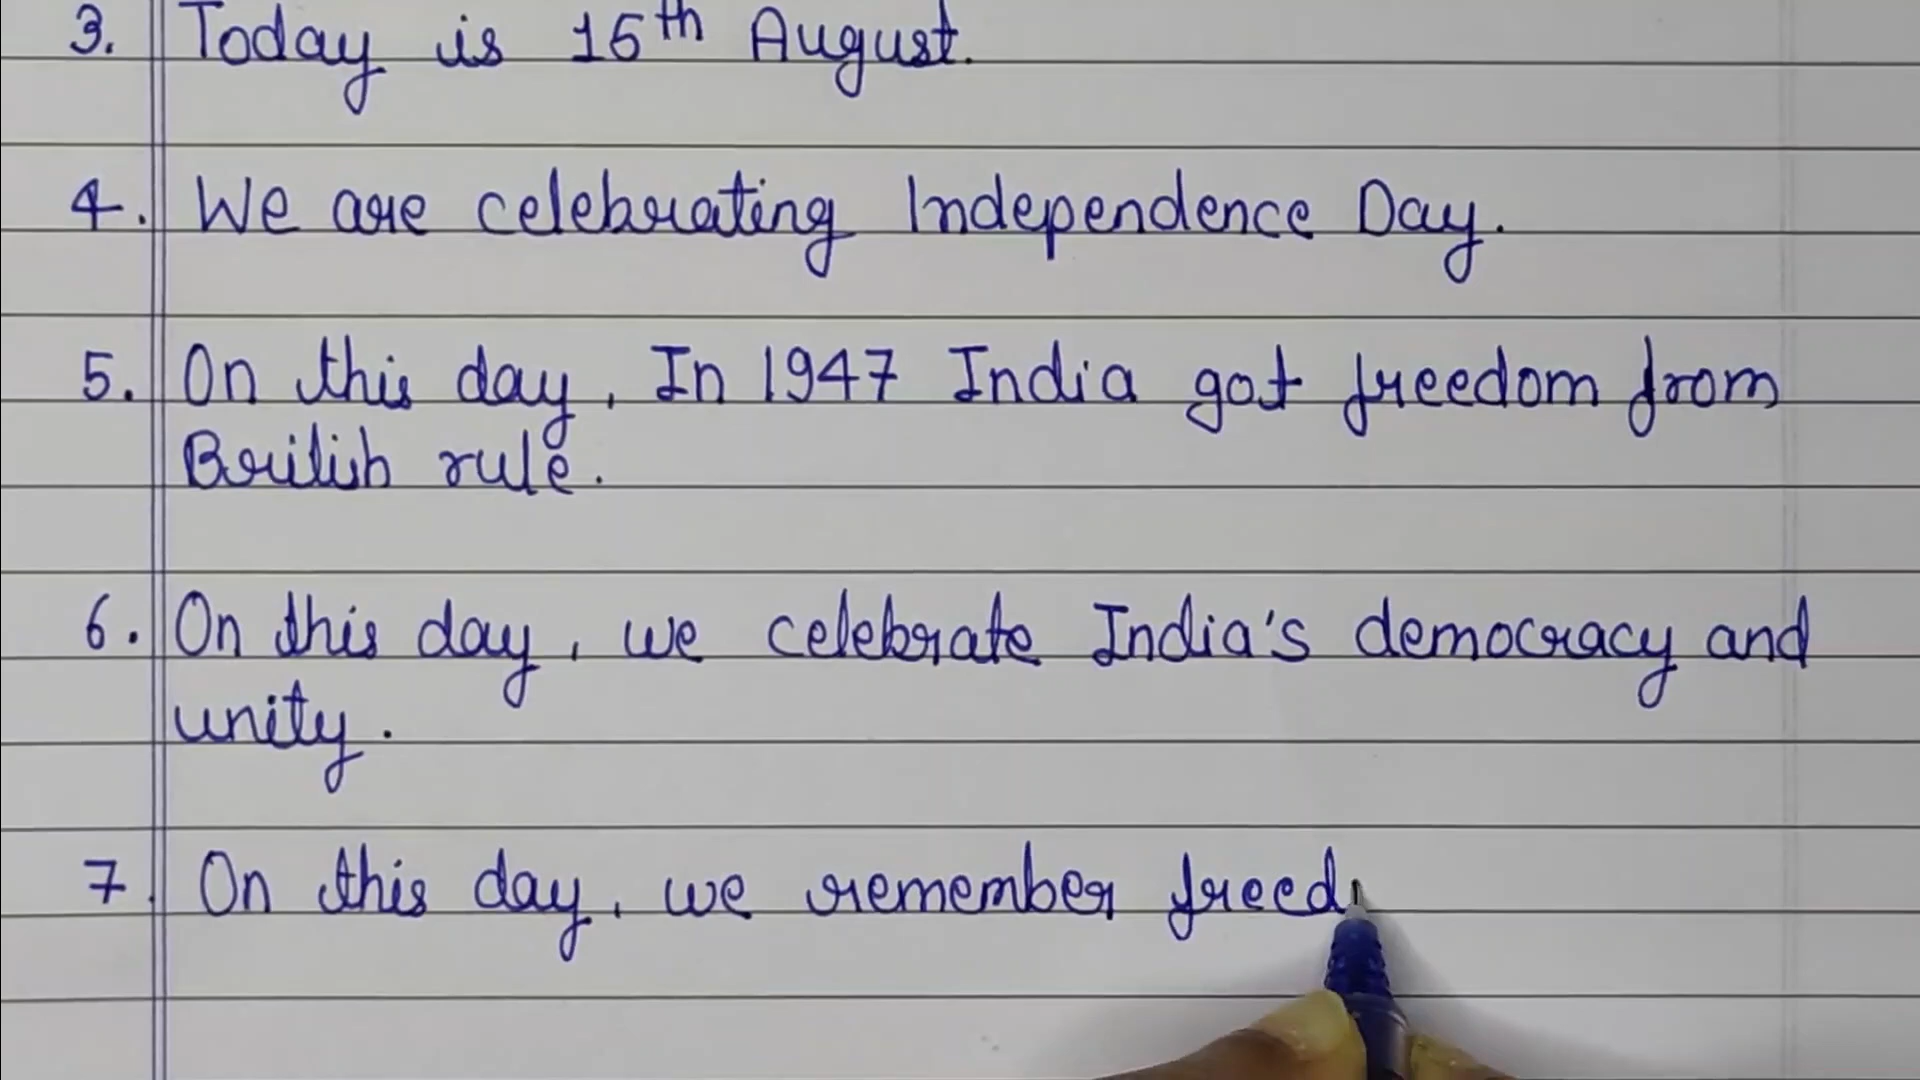 3. Today is 15th August.
4. We are celebrating Independence Day.
5. On this day, In 1947 India got freedom from
British rule.
6. On this day, we celebrate India's democracy and
unity.
7. On this day, we remember freed